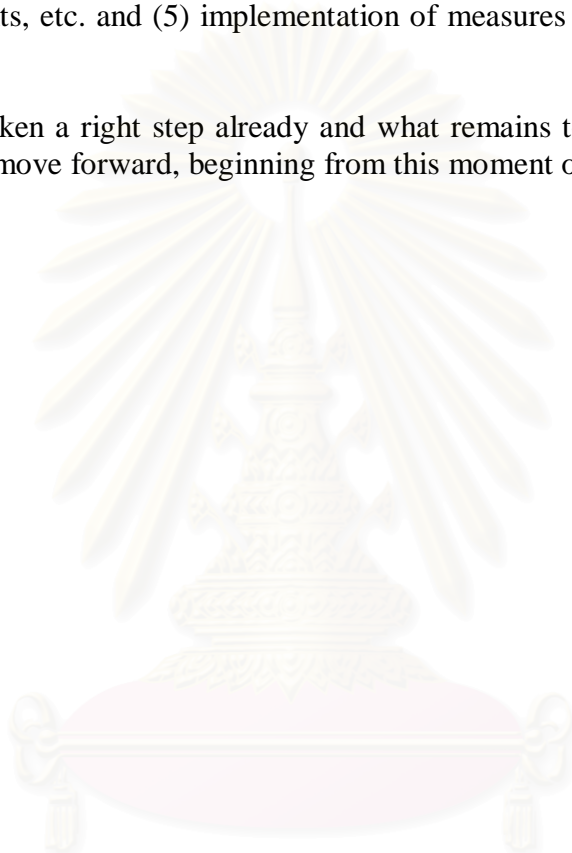 ts, etc. and (5) implementation of measures
ken a right step already and what remains t
move forward, beginning from this moment o